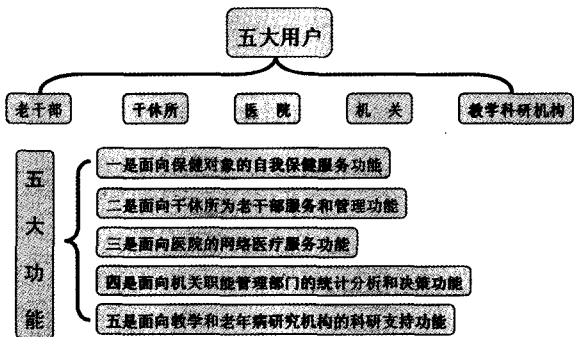 五大用户
老干部 干休所 医院 机关 教学科研机构
五大功能
一是面向保健对象的自我保健服务功能
二是面向干休所为老干部服务和管理功能
三是面向医院的网络医疗服务功能
四是面向机关职能管理部门的统计分析和决策功能
五是面向教学和老年病研究机构的科研支持功能